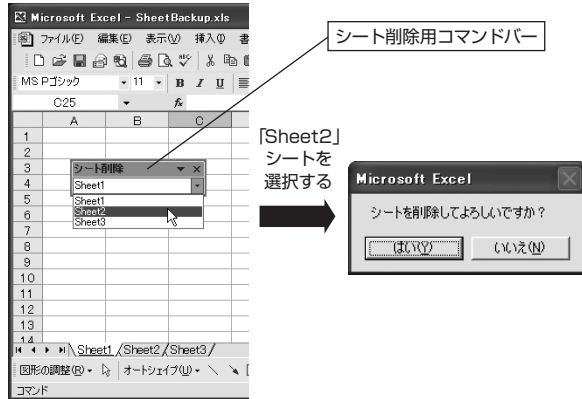 Microsoft Excel - SheetBackup.xls
ファイル(F) 編集(E) 表示(V) 挿入(I) 書
MS Pゴシック 11 B I U
C25 fx
A B C
1
2
3
4
5
6
7
8
9
10
11
12
13
14
シート削除
Sheet1
Sheet1
Sheet2
Sheet3
Sheet1 Sheet2 Sheet3
図形の調整(R) オートシェイプ(U)
コマンド
シート削除用コマンドバー
「Sheet2」
シートを
選択する
Microsoft Excel
シートを削除してよろしいですか?
はい(Y) いいえ(N)